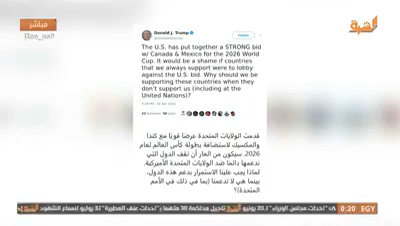 مباشر
الشرق
Donald J. Trump
The U.S. has put together a STRONG bid
w/ Canada & Mexico for the 2026 World
Cup. It would be a shame if countries
that we always support were to lobby
against the U.S. bid. Why should we be
supporting these countries when they
don't support us (including at the
United Nations)?
قدمت الولايات المتحدة عرضا قويا مع كندا
والمكسيك لاستضافة بطولة كأس العالم لعام
2026. سيكون من العار أن تقف الدول التي
ندعمها دائما ضد الولايات المتحدة الأميركية.
لماذا يجب علينا الاستمرار بدعم هذه الدول،
بينما هي لا تدعمنا (بما في ذلك في الأمم
المتحدة)؟
0:20 EGY